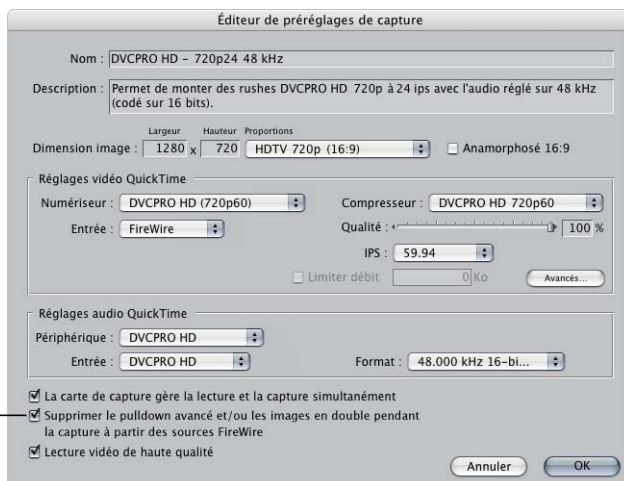 Éditeur de préréglages de capture
Nom : DVCPRO HD - 720p24 48 kHz
Description : Permet de monter des rushes DVCPRO HD 720p à 24 ips avec l'audio réglé sur 48 kHz
(codé sur 16 bits).
Largeur Hauteur Proportions
Dimension image : 1280 x 720 HDTV 720p (16:9) Anamorphosé 16:9
Réglages vidéo QuickTime
Numériseur : DVCPRO HD (720p60) Compresseur : DVCPRO HD 720p60
Entrée : FireWire Qualité : 100 %
IPS : 59.94
Limiter débit 0 Ko Avancés...
Réglages audio QuickTime
Périphérique : DVCPRO HD
Entrée : DVCPRO HD Format : 48.000 kHz 16-bi...
La carte de capture gère la lecture et la capture simultanément
Supprimer le pulldown avancé et/ou les images en double pendant
la capture à partir des sources FireWire
Lecture vidéo de haute qualité
Annuler OK